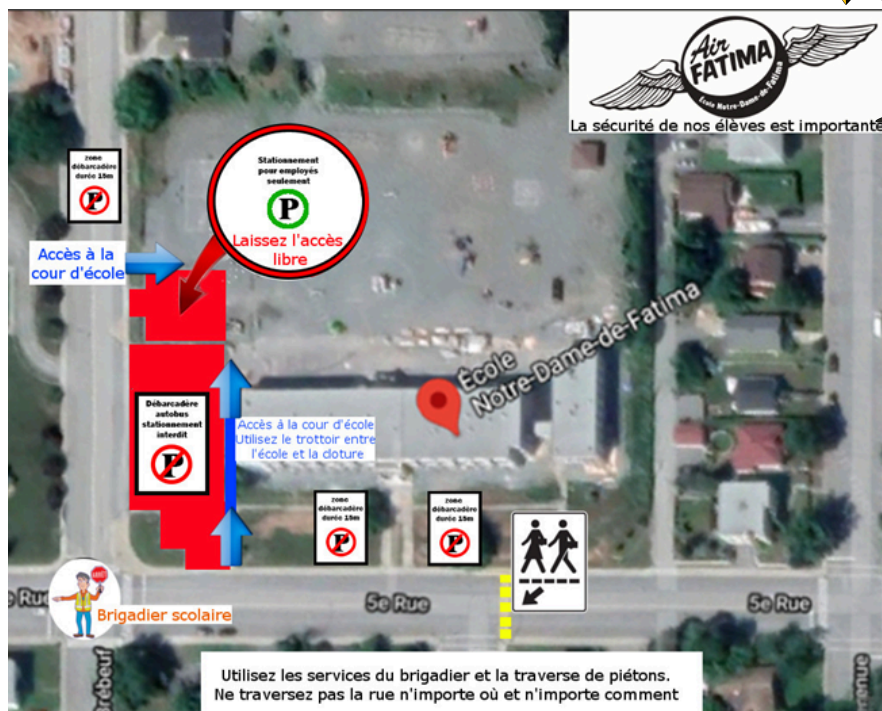 Air
FATIMA
École Notre-Dame-de-Fatima
La sécurité de nos élèves est importante
zone
débarcadère
durée 15m
P
Stationnement
pour employés
seulement
P
Laissez l'accès
libre
Accès à la
cour d'école
École
Notre-Dame-de-Fatima
Débarcadère
autobus
stationnement
interdit
P
Accès à la cour d'école
Utilisez le trottoir entre
l'école et la cloture
zone
débarcadère
durée 15m
P
zone
débarcadère
durée 15m
P
ARRÊT
Brigadier scolaire
e Rue
5e Rue
5e Rue
rébeuf
erenue
Utilisez les services du brigadier et la traverse de piétons.
Ne traversez pas la rue n'importe où et n'importe comment